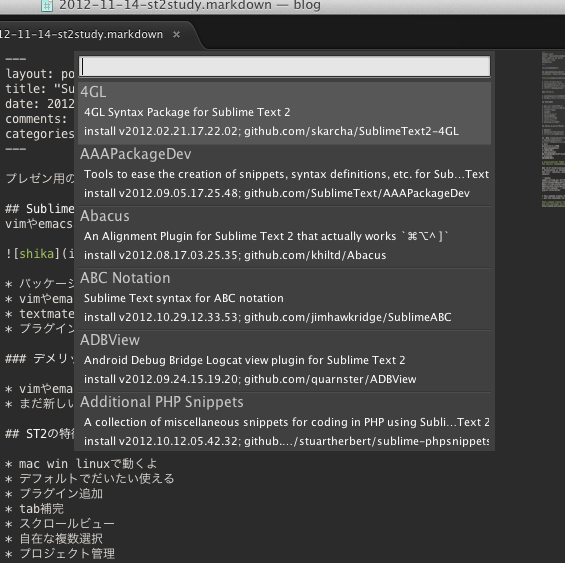 2012-11-14-st2study.markdown — blog
12-11-14-st2study.markdown ×
---
layout: po
title: "Su
date: 2012
comments:
categories
---
プレゼン用の
## Sublime
vimやemacs
![shika](i
* パッケージ
* vimやema
* textmate
* プラグイン
### デメリッ
* vimやema
* まだ新しい
## ST2の特徴
* mac win linuxで動くよ
* デフォルトでだいたい使える
* プラグイン追加
* tab補完
* スクロールビュー
* 自在な複数選択
* プロジェクト管理
4GL
4GL Syntax Package for Sublime Text 2
install v2012.02.21.17.22.02; github.com/skarcha/SublimeText2-4GL
AAAPackageDev
Tools to ease the creation of snippets, syntax definitions, etc. for Sub...Text
install v2012.09.05.17.25.48; github.com/SublimeText/AAAPackageDev
Abacus
An Alignment Plugin for Sublime Text 2 that actually works `⌘⌥^ ]`
install v2012.08.17.03.25.35; github.com/khiltd/Abacus
ABC Notation
Sublime Text syntax for ABC notation
install v2012.10.29.12.33.53; github.com/jimhawkridge/SublimeABC
ADBView
Android Debug Bridge Logcat view plugin for Sublime Text 2
install v2012.09.24.15.19.20; github.com/quarnster/ADBView
Additional PHP Snippets
A collection of miscellaneous snippets for coding in PHP using Subli...Text 2
install v2012.10.12.05.42.32; github..../stuartherbert/sublime-phpsnippets